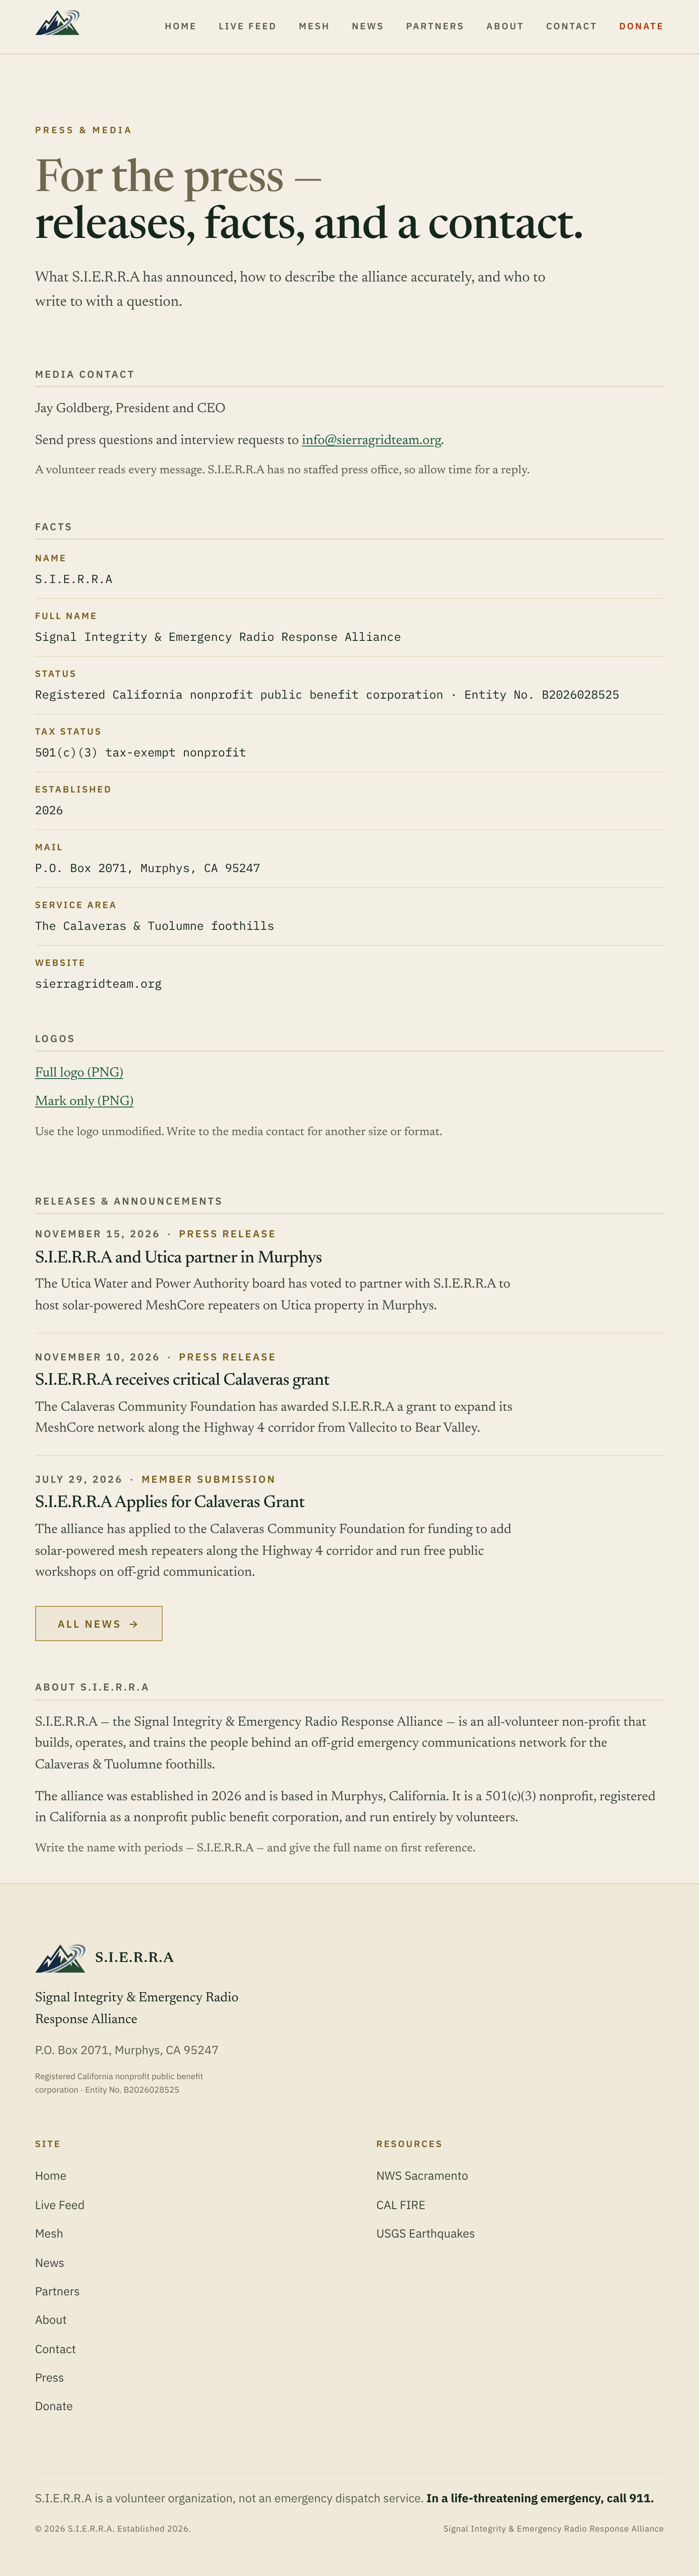 HOME LIVE FEED MESH NEWS PARTNERS ABOUT CONTACT DONATE
PRESS & MEDIA
For the press —
releases, facts, and a contact.
What S.I.E.R.R.A has announced, how to describe the alliance accurately, and who to
write to with a question.
MEDIA CONTACT
Jay Goldberg, President and CEO
Send press questions and interview requests to info@sierragridteam.org.
A volunteer reads every message. S.I.E.R.R.A has no staffed press office, so allow time for a reply.
FACTS
NAME
S.I.E.R.R.A
FULL NAME
Signal Integrity & Emergency Radio Response Alliance
STATUS
Registered California nonprofit public benefit corporation · Entity No. B2026028525
TAX STATUS
501(c)(3) tax-exempt nonprofit
ESTABLISHED
2026
MAIL
P.O. Box 2071, Murphys, CA 95247
SERVICE AREA
The Calaveras & Tuolumne foothills
WEBSITE
sierragridteam.org
LOGOS
Full logo (PNG)
Mark only (PNG)
Use the logo unmodified. Write to the media contact for another size or format.
RELEASES & ANNOUNCEMENTS
NOVEMBER 15, 2026 · PRESS RELEASE
S.I.E.R.R.A and Utica partner in Murphys
The Utica Water and Power Authority board has voted to partner with S.I.E.R.R.A to
host solar-powered MeshCore repeaters on Utica property in Murphys.
NOVEMBER 10, 2026 · PRESS RELEASE
S.I.E.R.R.A receives critical Calaveras grant
The Calaveras Community Foundation has awarded S.I.E.R.R.A a grant to expand its
MeshCore network along the Highway 4 corridor from Vallecito to Bear Valley.
JULY 29, 2026 · MEMBER SUBMISSION
S.I.E.R.R.A Applies for Calaveras Grant
The alliance has applied to the Calaveras Community Foundation for funding to add
solar-powered mesh repeaters along the Highway 4 corridor and run free public
workshops on off-grid communication.
ALL NEWS →
ABOUT S.I.E.R.R.A
S.I.E.R.R.A — the Signal Integrity & Emergency Radio Response Alliance — is an all-volunteer non-profit that
builds, operates, and trains the people behind an off-grid emergency communications network for the
Calaveras & Tuolumne foothills.
The alliance was established in 2026 and is based in Murphys, California. It is a 501(c)(3) nonprofit, registered
in California as a nonprofit public benefit corporation, and run entirely by volunteers.
Write the name with periods — S.I.E.R.R.A — and give the full name on first reference.
S.I.E.R.R.A
Signal Integrity & Emergency Radio
Response Alliance
P.O. Box 2071, Murphys, CA 95247
Registered California nonprofit public benefit
corporation · Entity No. B2026028525
SITE
Home
Live Feed
Mesh
News
Partners
About
Contact
Press
Donate
RESOURCES
NWS Sacramento
CAL FIRE
USGS Earthquakes
S.I.E.R.R.A is a volunteer organization, not an emergency dispatch service. In a life-threatening emergency, call 911.
© 2026 S.I.E.R.R.A. Established 2026.
Signal Integrity & Emergency Radio Response Alliance